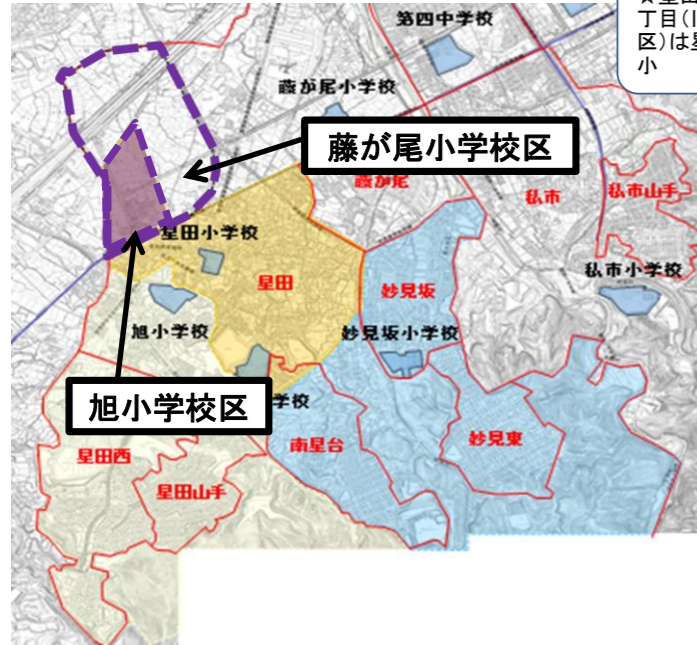 丁目(
区)は星
小
第四中学校
藤が尾小学校
藤が尾小学校区
藤が尾
私市
私市山手
星田小学校
私市小学校
星田
妙見坂
旭小学校
妙見坂小学校
旭小学校区
学校
南星台
妙見東
星田西
星田山手